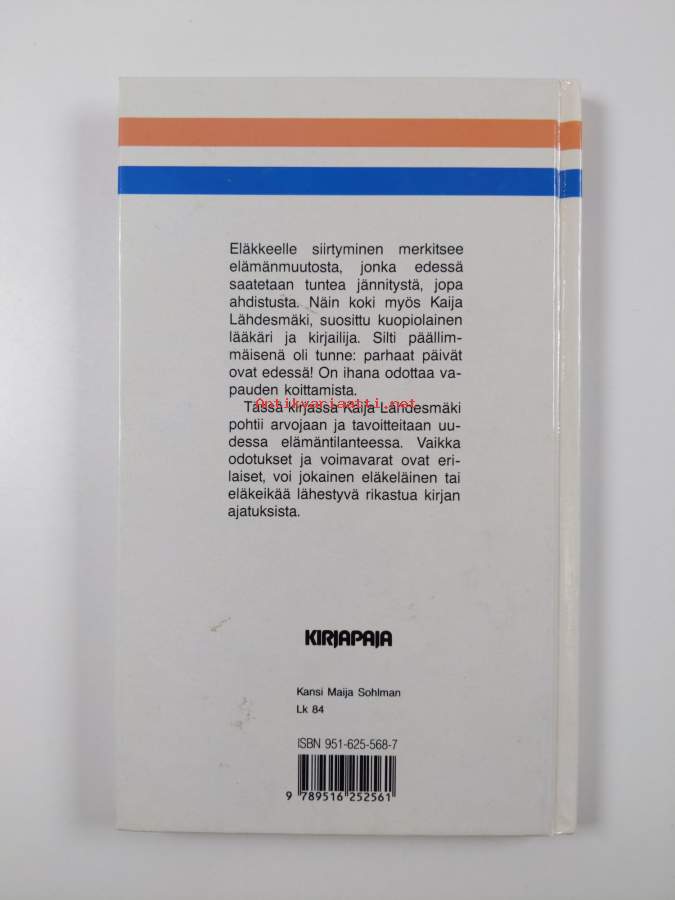 Eläkkeelle siirtyminen merkitsee
elämänmuutosta, jonka edessä
saatetaan tuntea jännitystä, jopa
ahdistusta. Näin koki myös Kaija
Lähdesmäki, suosittu kuopiolainen
lääkäri ja kirjailija. Silti päällim-
mäisenä oli tunne: parhaat päivät
ovat edessä! On ihana odottaa va-
pauden koittamista.
Antikvariaatti.net
Tässä kirjassa Kaija Lähdesmäki
pohtii arvojaan ja tavoitteitaan uu-
dessa elämäntilanteessa. Vaikka
odotukset ja voimavarat ovat eri-
laiset, voi jokainen eläkeläinen tai
eläkeikää lähestyvä rikastua kirjan
ajatuksista.
KIRJAPAJA
Kansi Maija Sohlman
Lk 84
ISBN 951-625-568-7
9 789516 252561